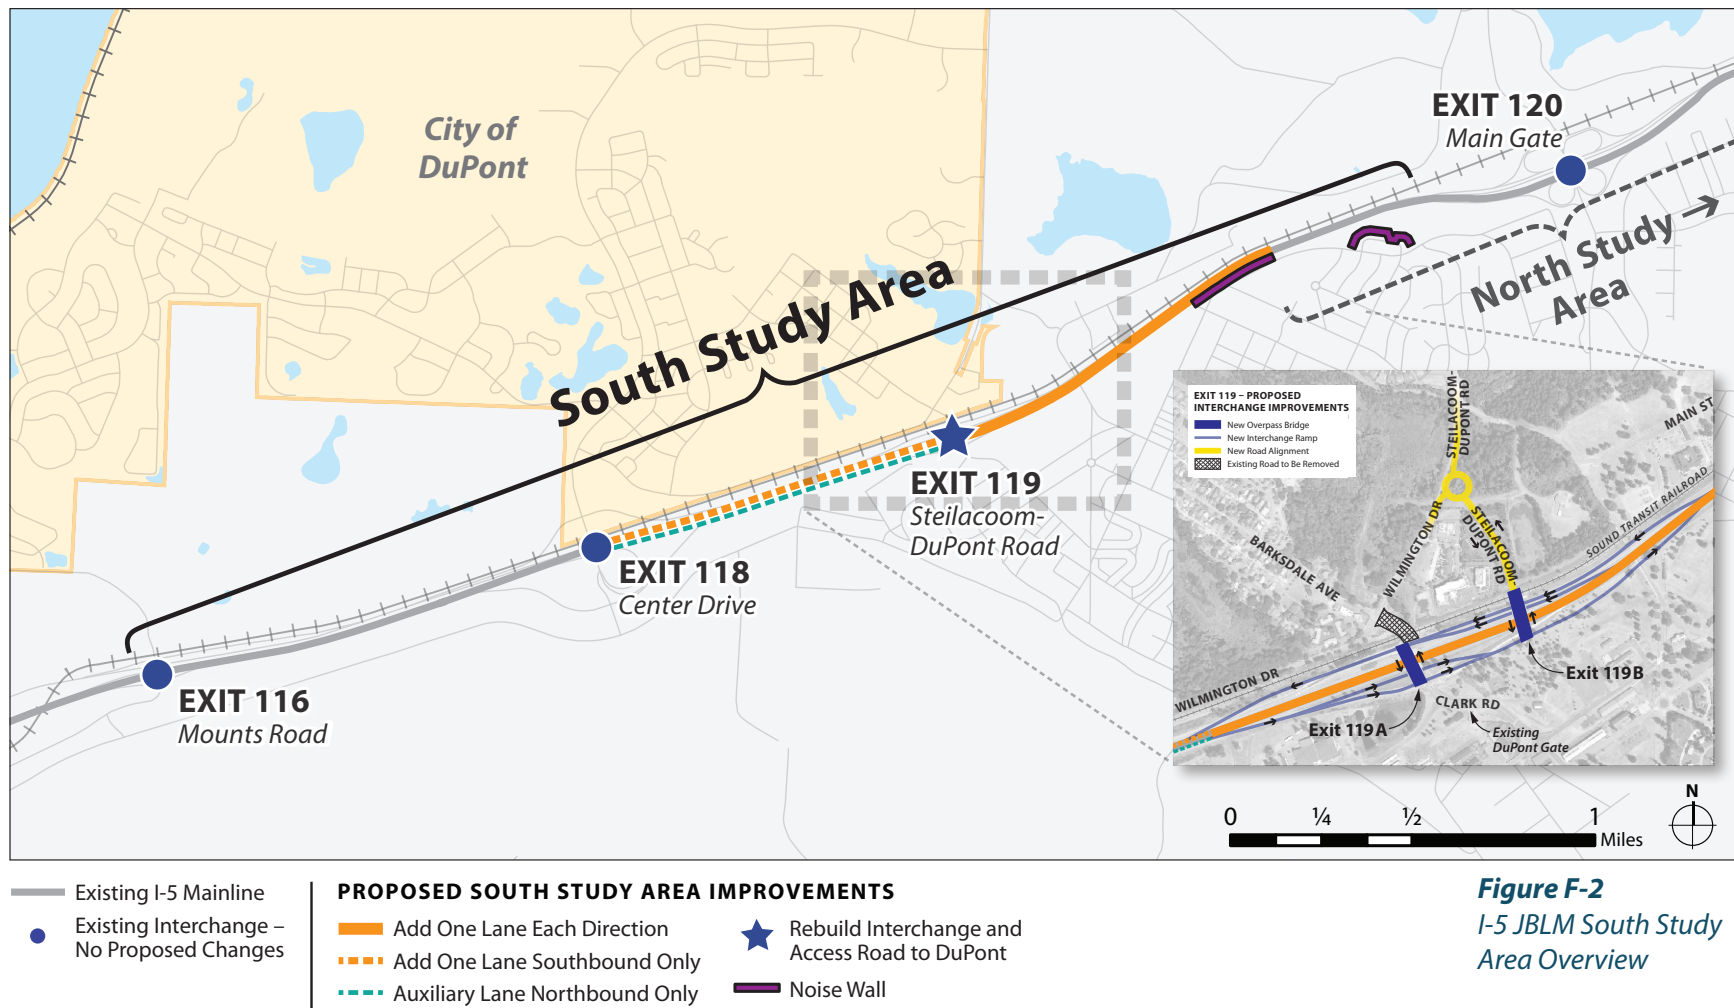 City of
DuPont
EXIT 120
Main Gate
South Study Area
North Study
Area
EXIT 119
Steilacoom-
DuPont Road
EXIT 118
Center Drive
EXIT 116
Mounts Road
EXIT 119 – PROPOSED
INTERCHANGE IMPROVEMENTS
New Overpass Bridge
New Interchange Ramp
New Road Alignment
Existing Road to Be Removed
STEILACOOM-
DUPONT RD
MAIN ST
SOUND TRANSIT RAILROAD
WILMINGTON DR
STEILACOOM-
DUPONT RD
BARKSDALE AVE
WILMINGTON DR
Exit 119B
CLARK RD
Exit 119A
Existing
DuPont Gate
0 ¼ ½ 1
Miles
N
Existing I-5 Mainline
Existing Interchange –
No Proposed Changes
PROPOSED SOUTH STUDY AREA IMPROVEMENTS
Add One Lane Each Direction
Add One Lane Southbound Only
Auxiliary Lane Northbound Only
Rebuild Interchange and
Access Road to DuPont
Noise Wall
Figure F-2
I-5 JBLM South Study
Area Overview